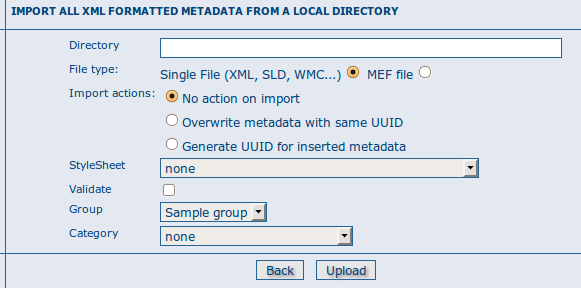 IMPORT ALL XML FORMATTED METADATA FROM A LOCAL DIRECTORY
Directory
File type: Single File (XML, SLD, WMC...) MEF file
Import actions: No action on import
Overwrite metadata with same UUID
Generate UUID for inserted metadata
StyleSheet none
Validate
Group Sample group
Category none
Back Upload